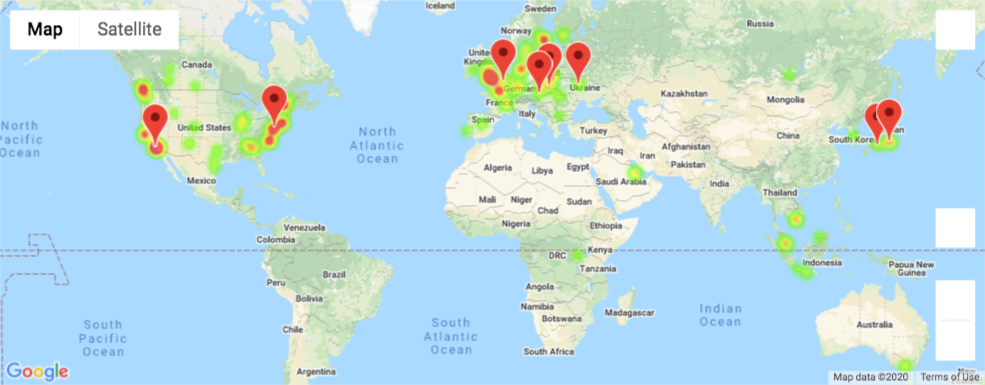 Map
Satellite
Iceland
Sweden
Norway
Russia
United
Kingdom
Canada
German
Ukraine
Kazakhstan
Mongolia
France
Italy
Spain
Turkey
North
Pacific
Ocean
United States
North
Atlantic
Ocean
China
South Kore
an
Iraq
Iran
Afghanistan
Pakistan
Algeria
Libya
Egypt
Saudi Arabia
India
Mexico
Mali
Niger
Chad
Sudan
Thailand
Nigeria
Ethiopia
Venezuela
Colombia
DRC
Kenya
Tanzania
Indonesia
Papua New
Guinea
Peru
Brazil
Bolivia
Angola
Namibia
Botswana
Madagascar
Indian
Ocean
South
Pacific
Ocean
Chile
South
Atlantic
Ocean
Australia
South Africa
Argentina
Google
Map data ©2020
Terms of Use